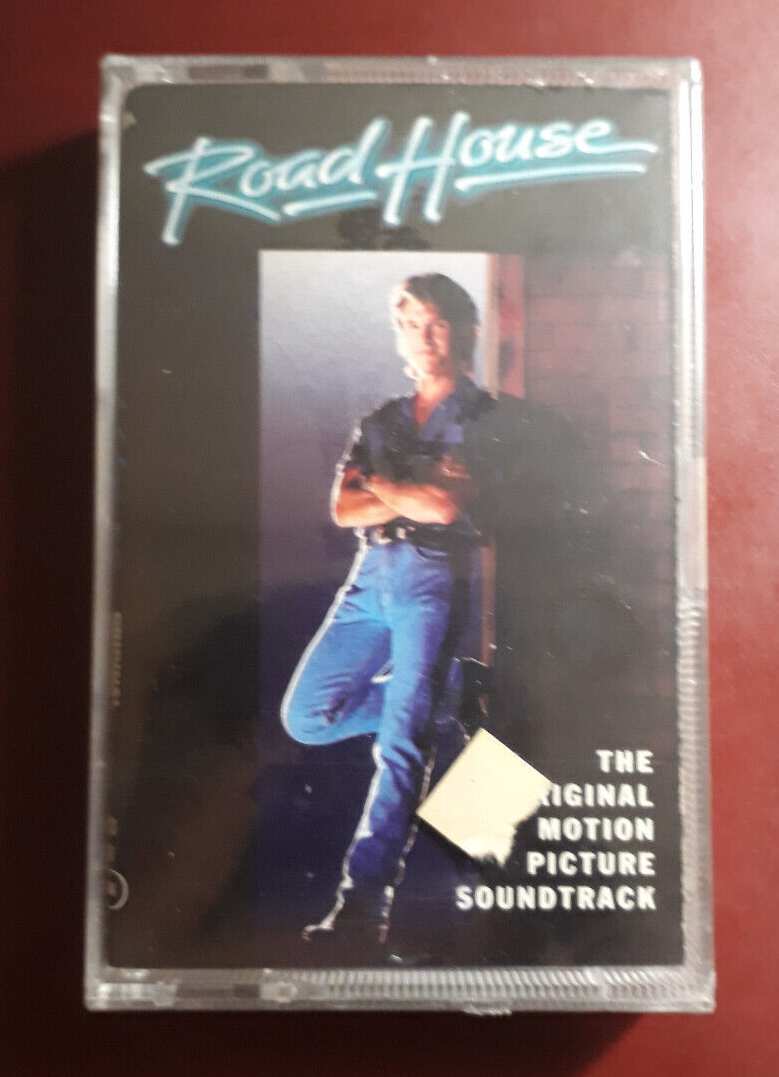 Road House
THE
RIGINAL
MOTION
PICTURE
SOUNDTRACK